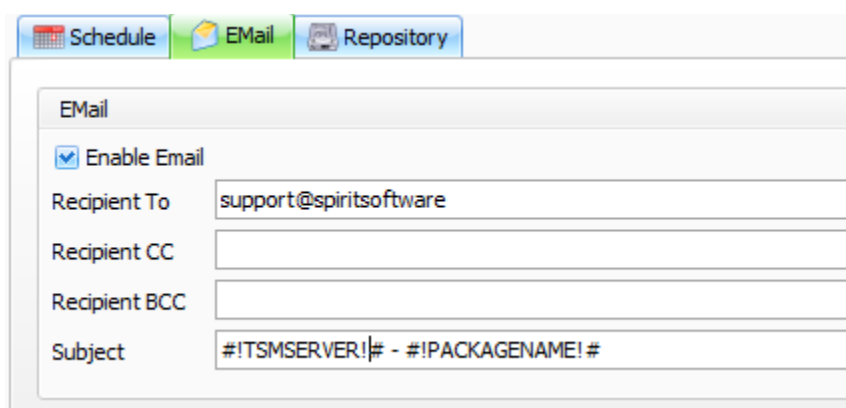 Schedule EMail Repository
EMail
Enable Email
Recipient To support@spiritsoftware
Recipient CC
Recipient BCC
Subject #!TSMSERVER!# - #!PACKAGENAME!#